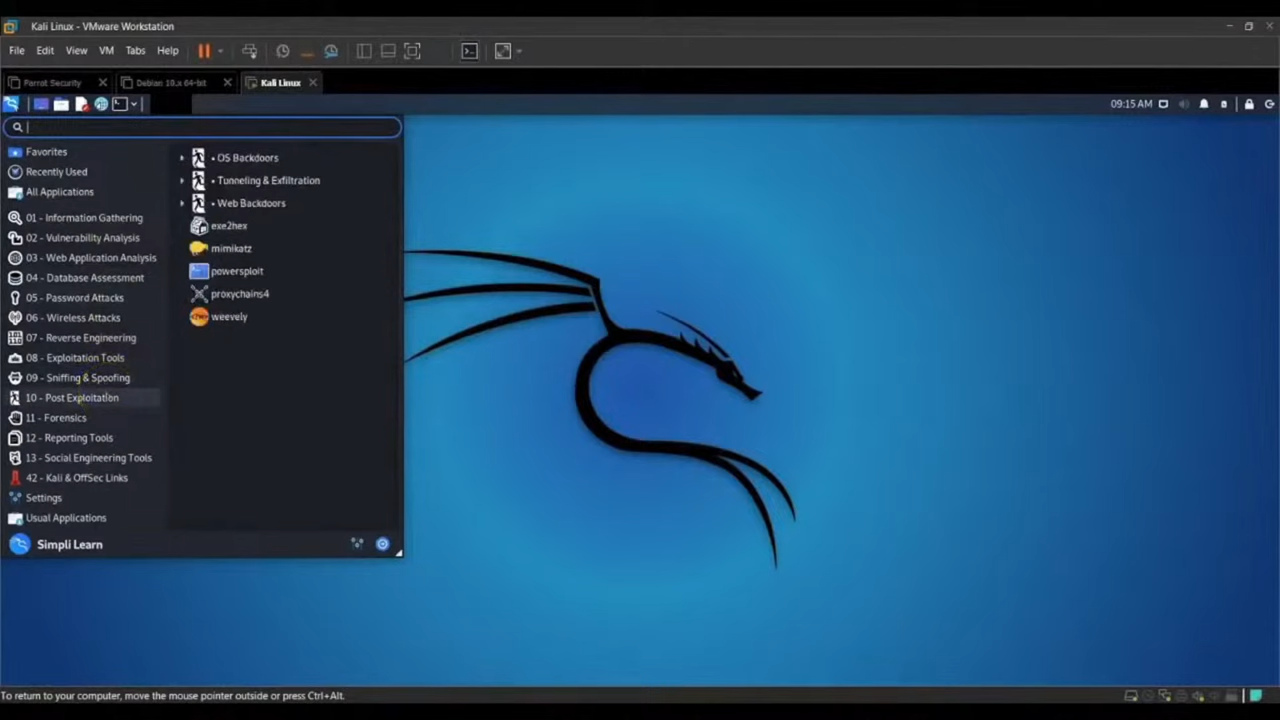 Kali Linux - VMware Workstation
File Edit View VM Tabs Help
Parrot Security Debian 10.x 64-bit Kali Linux
09:15 AM
Favorites
Recently Used
All Applications
01 - Information Gathering
02 - Vulnerability Analysis
03 - Web Application Analysis
04 - Database Assessment
05 - Password Attacks
06 - Wireless Attacks
07 - Reverse Engineering
08 - Exploitation Tools
09 - Sniffing & Spoofing
10 - Post Exploitation
11 - Forensics
12 - Reporting Tools
13 - Social Engineering Tools
42 - Kali & OffSec Links
Settings
Usual Applications
• OS Backdoors
• Tunneling & Exfiltration
• Web Backdoors
exe2hex
mimikatz
powersploit
proxychains4
weevely
Simpli Learn
To return to your computer, move the mouse pointer outside or press Ctrl+Alt.